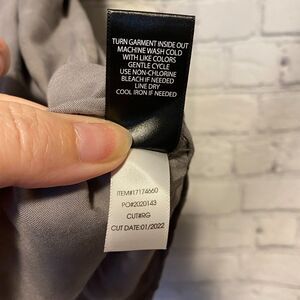 TURN GARMENT INSIDE OUT
MACHINE WASH COLD
WITH LIKE COLORS
GENTLE CYCLE
USE NON-CHLORINE
BLEACH IF NEEDED
LINE DRY
COOL IRON IF NEEDED
ITEM#17174660
PO#2020143
CUT#RG
CUT DATE:01/2022